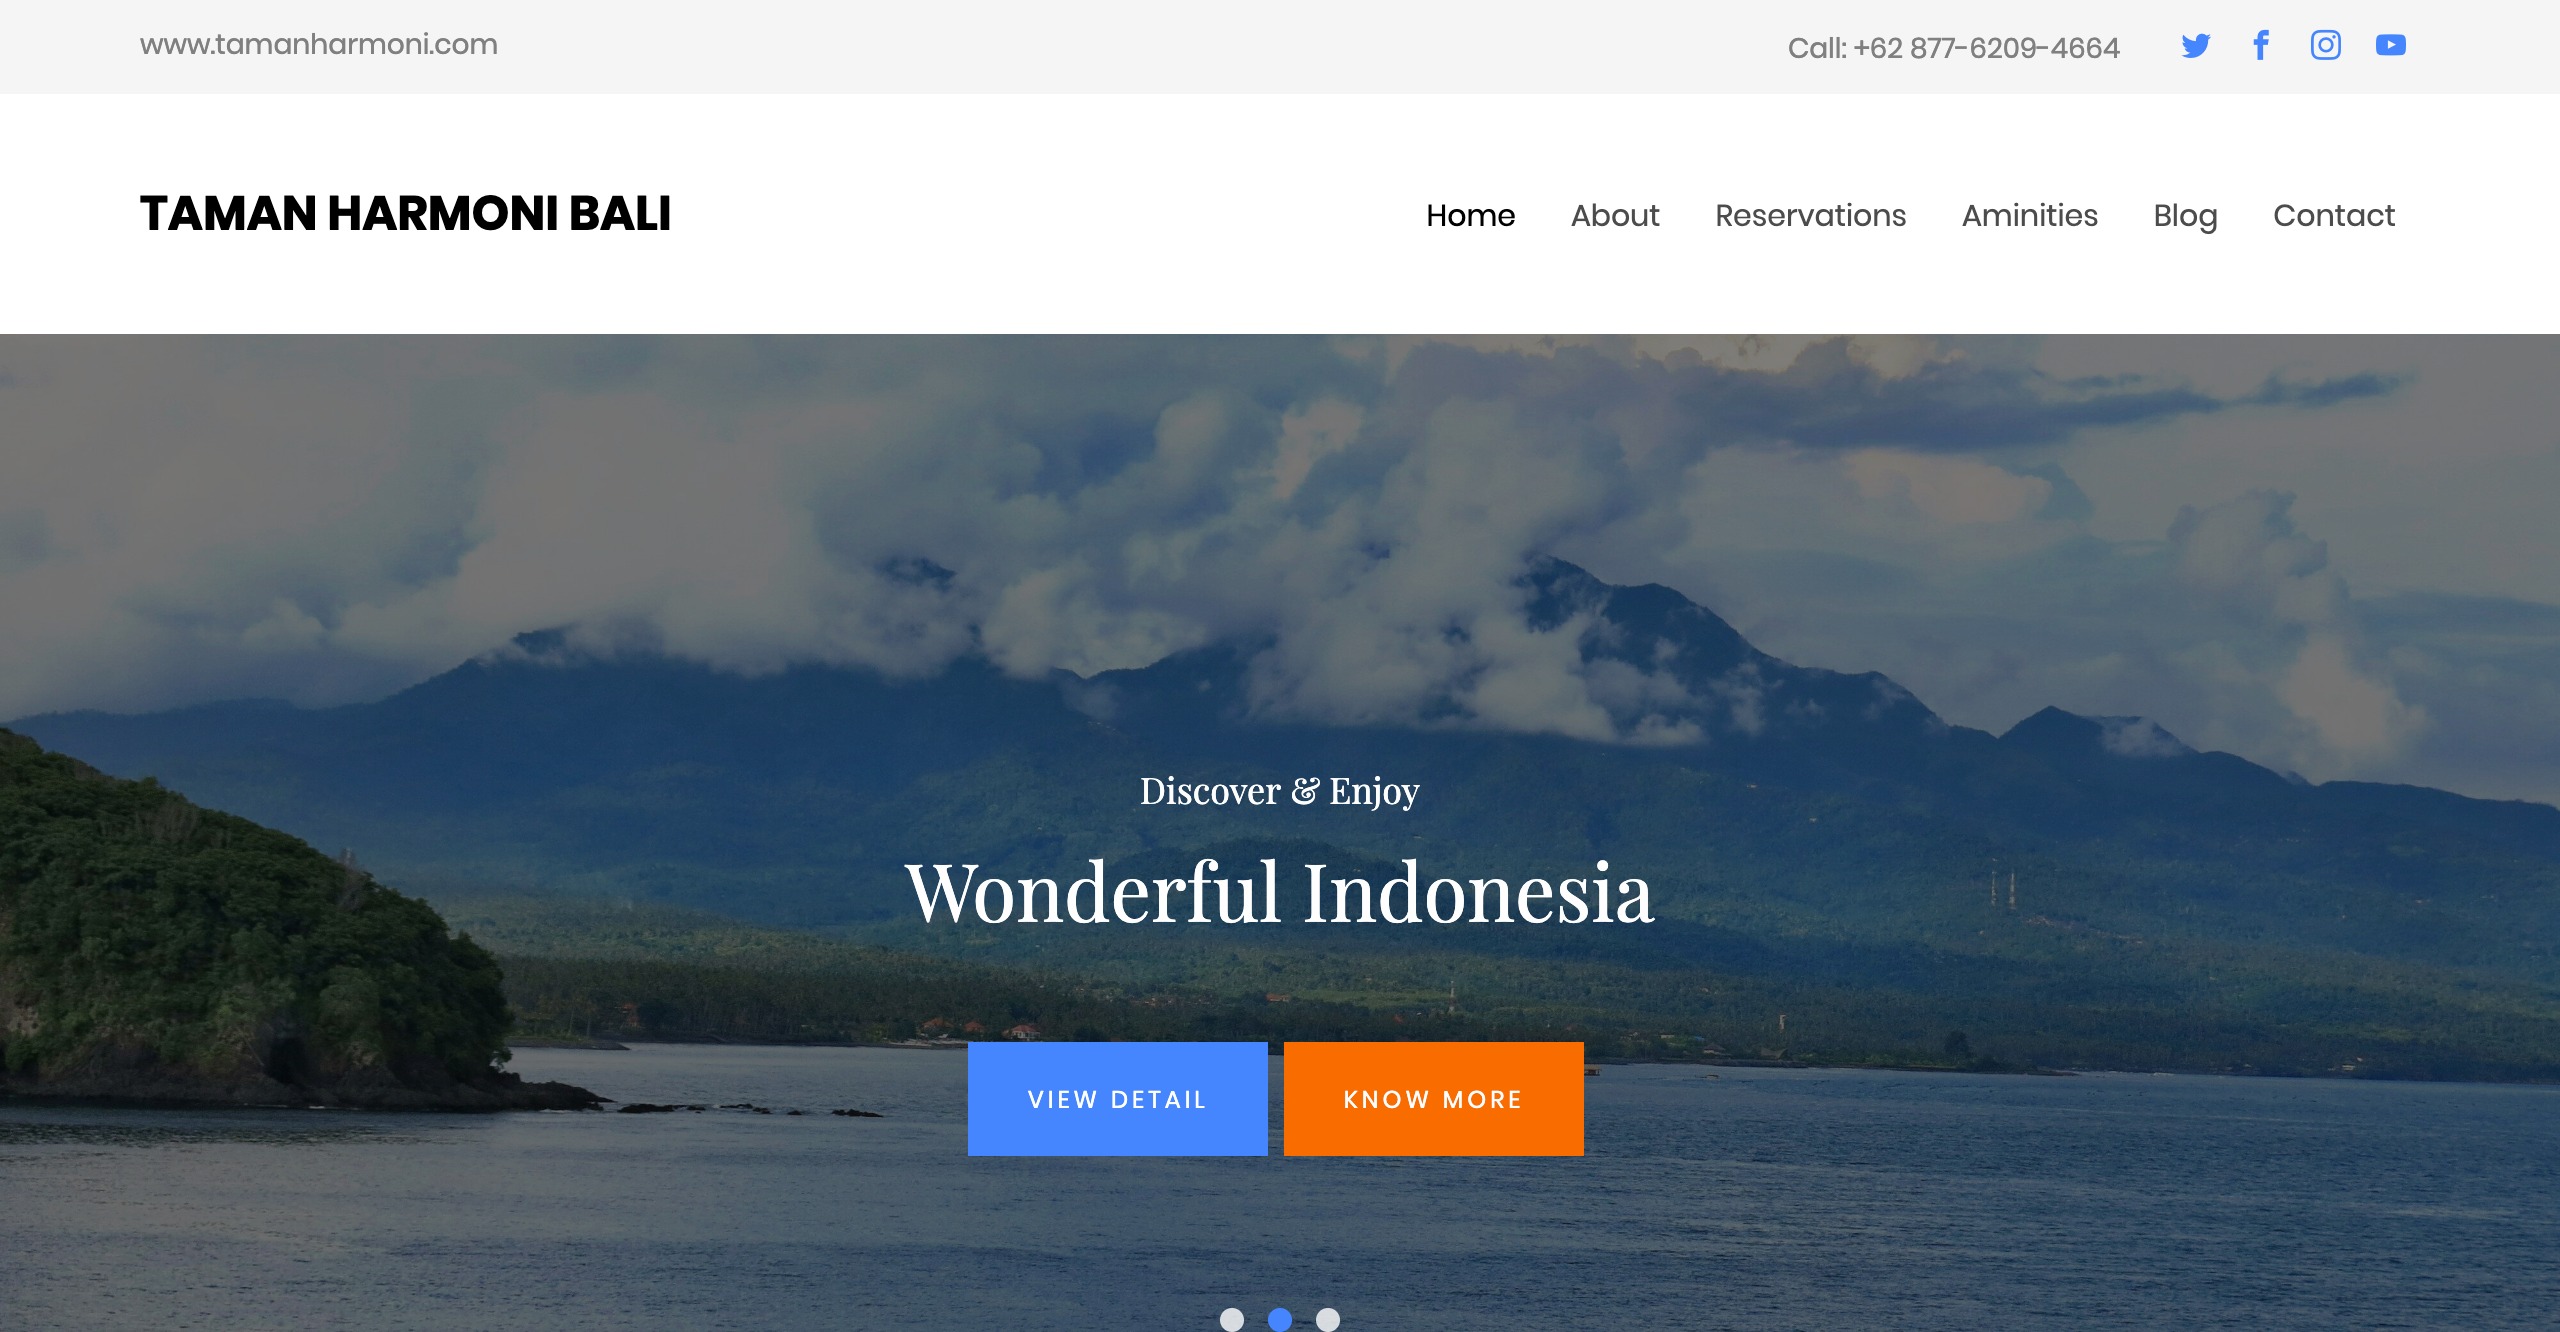 www.tamanharmoni.com
Call: +62 877-6209-4664
TAMAN HARMONI BALI
Home About Reservations Aminities Blog Contact
Discover & Enjoy
Wonderful Indonesia
VIEW DETAIL KNOW MORE